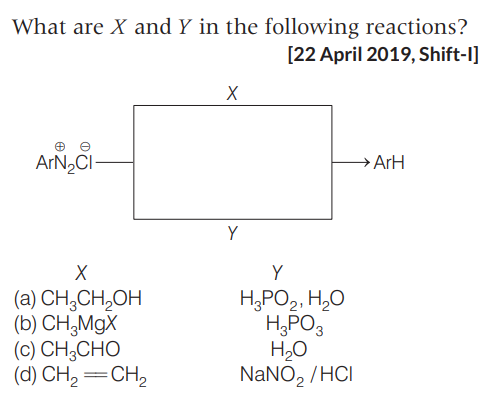 What are X and Y in the following reactions?
[22 April 2019, Shift-I]
X
⊕ ⊖
ArN₂Cl
ArH
Y
X Y
(a) CH₃CH₂OH H₃PO₂, H₂O
(b) CH₃MgX H₃PO₃
(c) CH₃CHO H₂O
(d) CH₂=CH₂ NaNO₂ /HCl